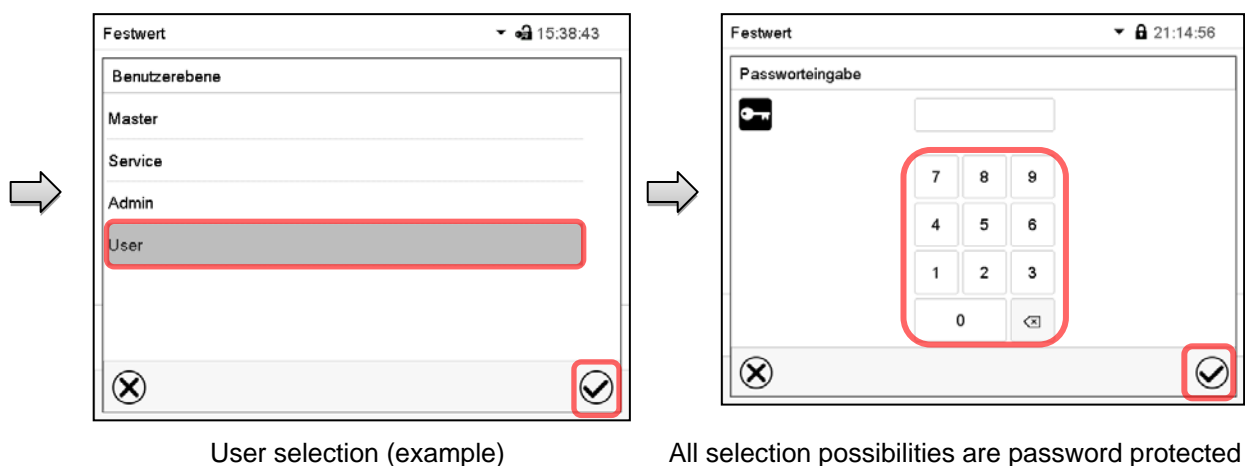 Festwert 15:38:43
Benutzerebene
Master
Service
Admin
User
User selection (example)
Festwert 21:14:56
Passworteingabe
7 8 9
4 5 6
1 2 3
0
All selection possibilities are password protected